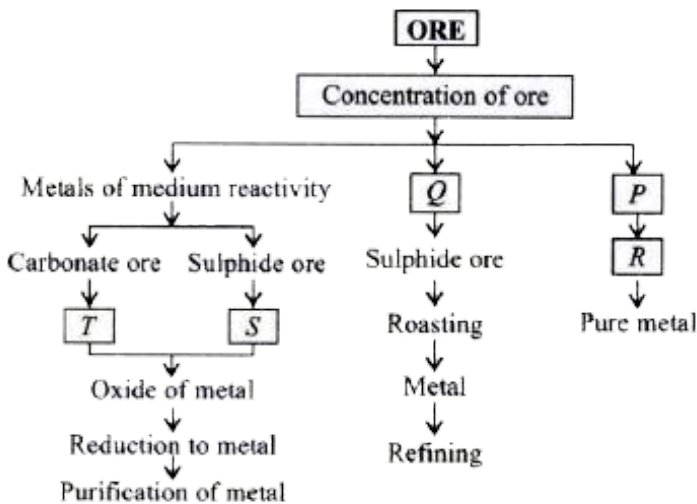 ORE
Concentration of ore
Metals of medium reactivity
Q
P
Carbonate ore
Sulphide ore
Sulphide ore
R
T
S
Roasting
Pure metal
Oxide of metal
Metal
Reduction to metal
Refining
Purification of metal